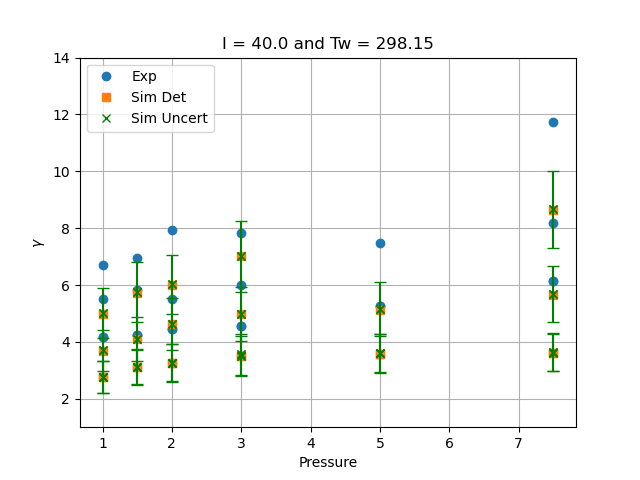 I = 40.0 and Tw = 298.15
14
12
10
8
6
4
2
γ
Exp
Sim Det
Sim Uncert
1 2 3 4 5 6 7
Pressure